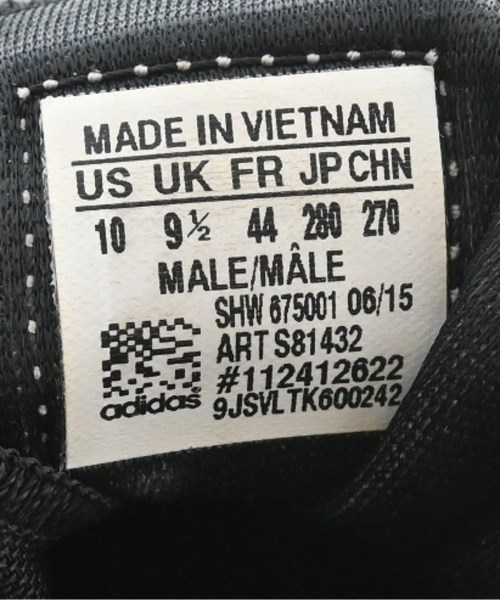 MADE IN VIETNAM
US UK FR JP CHN
10 9½ 44 280 270
MALE/MÂLE
SHW 675001 06/15
ART S81432
#112412622
adidas 9JSVLTK600242